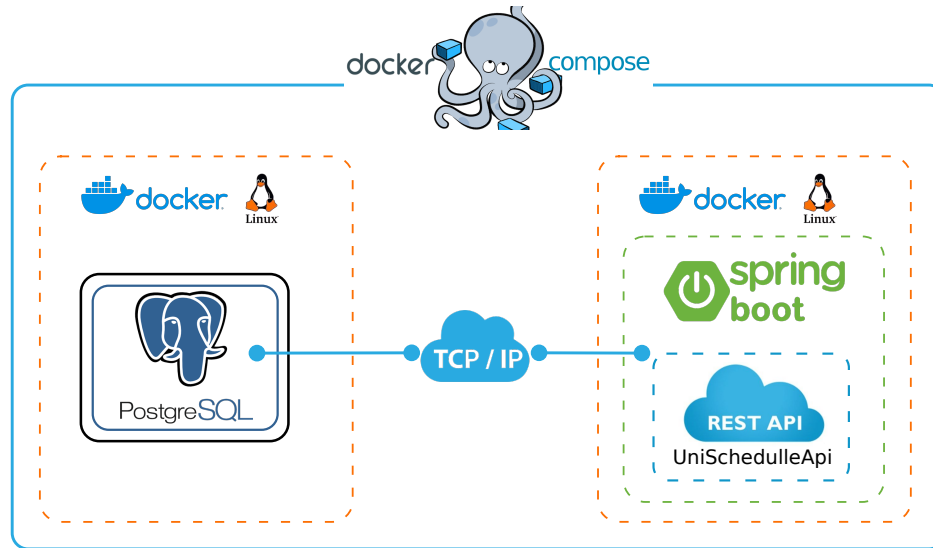 docker compose
docker
Linux
PostgreSQL
TCP / IP
docker
Linux
spring
boot
REST API
UniSchedulleApi